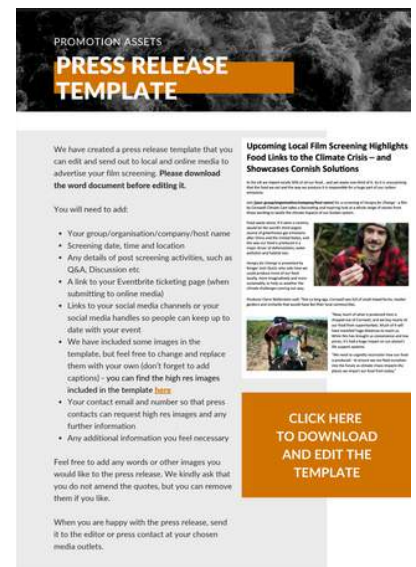 PROMOTION ASSETS
PRESS RELEASE
TEMPLATE
We have created a press release template that you
can edit and send out to local and online media to
advertise your film screening. Please download
the word document before editing it.
You will need to add:
• Your group/organisation/company/host name
• Screening date, time and location
• Any details of post screening activities, such as
Q&A, Discussion etc
• A link to your Eventbrite ticketing page (when
submitting to online media)
• Links to your social media channels or your
social media handles so people can keep up to
date with your event
• We have included some images in the
template, but feel free to change and replace
them with your own (don't forget to add
captions) - you can find the high res images
included in the template here
• Your contact email and number so that press
contacts can request high res images and any
further information
• Any additional information you feel necessary
Feel free to add any words or other images you
would like to the press release. We kindly ask that
you do not amend the quotes, but you can remove
them if you like.
When you are happy with the press release, send
it to the editor or press contact at your chosen
media outlets.
Upcoming Local Film Screening Highlights
Food Links to the Climate Crisis – and
Showcases Cornish Solutions
CLICK HERE
TO DOWNLOAD
AND EDIT THE
TEMPLATE